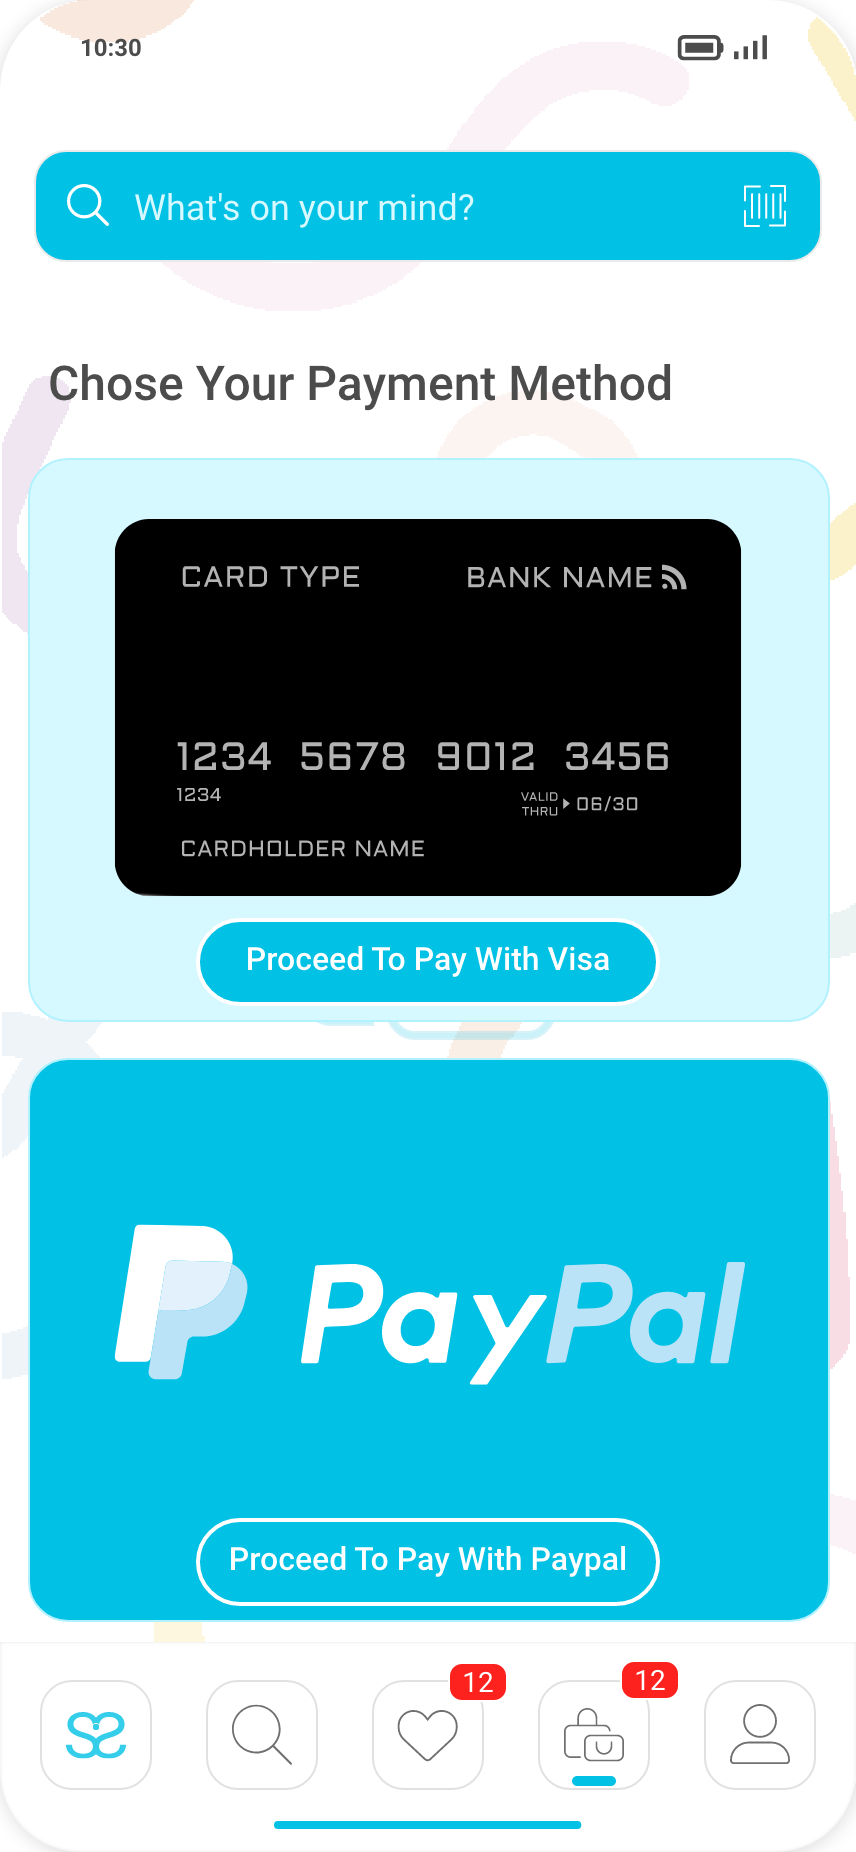 10:30
What's on your mind?
Chose Your Payment Method
CARD TYPE BANK NAME
1234 5678 9012 3456
1234
VALID THRU 06/30
CARDHOLDER NAME
Proceed To Pay With Visa
PayPal
Proceed To Pay With Paypal
12 12